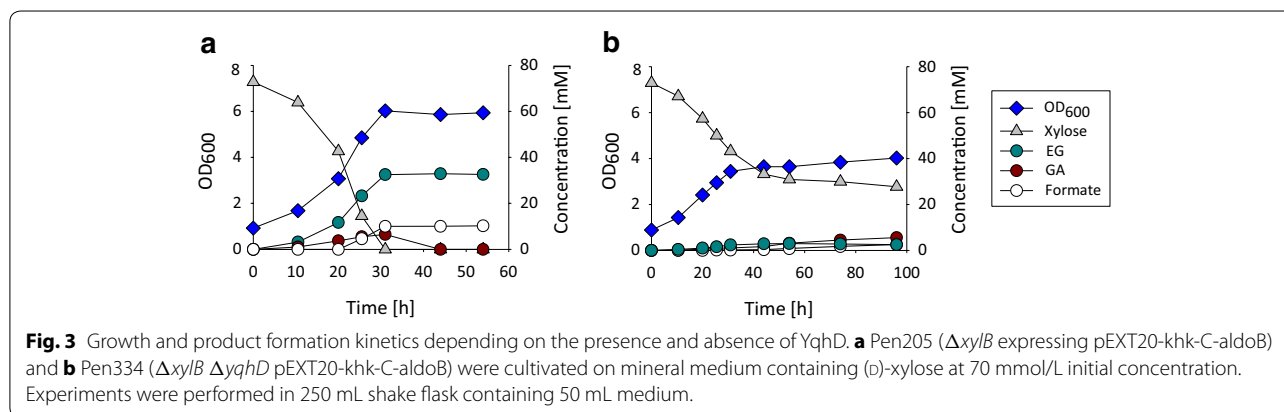 a
b
8
6
4
2
0
OD600
80
60
40
20
0
Concentration [mM]
0 10 20 30 40 50 60
Time [h]
8
6
4
2
0
OD600
80
60
40
20
0
Concentration [mM]
0 20 40 60 80 100
Time [h]
OD600
Xylose
EG
GA
Formate
Fig. 3 Growth and product formation kinetics depending on the presence and absence of YqhD. a Pen205 (ΔxylB expressing pEXT20-khk-C-aldoB)
and b Pen334 (ΔxylB ΔyqhD pEXT20-khk-C-aldoB) were cultivated on mineral medium containing (D)-xylose at 70 mmol/L initial concentration.
Experiments were performed in 250 mL shake flask containing 50 mL medium.